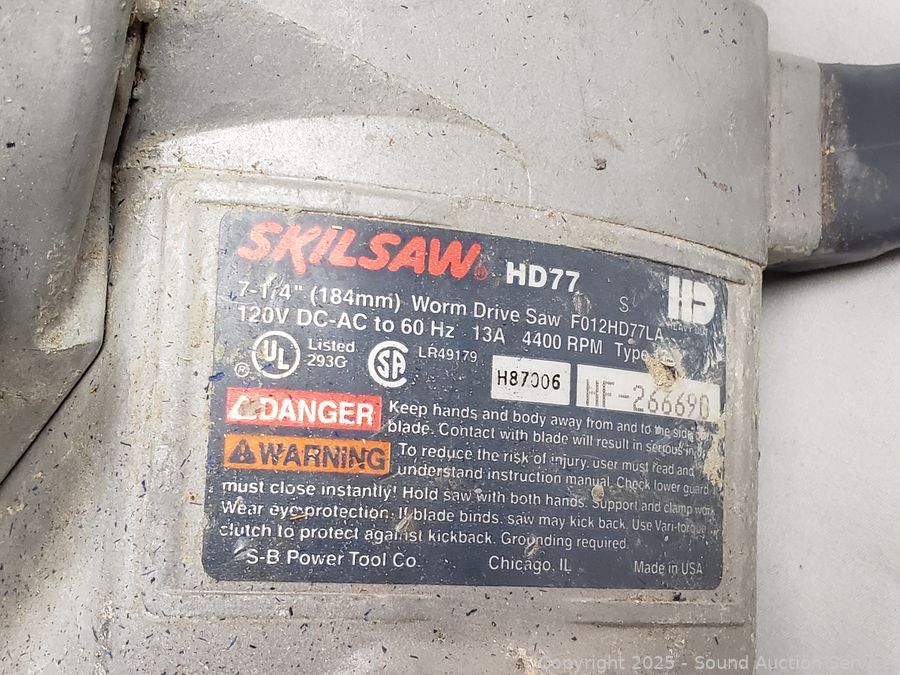 SKILSAW® HD77 S HD
7-1/4" (184mm) Worm Drive Saw F012HD77LA HEAVY DUTY
120V DC-AC to 60 Hz 13A 4400 RPM Type
UL ® Listed 293G SA LR49179
H87006 HF-266690
DANGER Keep hands and body away from and to the side of
blade. Contact with blade will result in serious
WARNING To reduce the risk of injury, user must read and
understand instruction manual. Check lower guard
must close instantly! Hold saw with both hands. Support and clamp work.
Wear eye protection. If blade binds, saw may kick back. Use Vari-torque
clutch to protect against kickback. Grounding required.
S-B Power Tool Co. Chicago, IL Made in USA
Copyright 2025 - Sound Auction Service